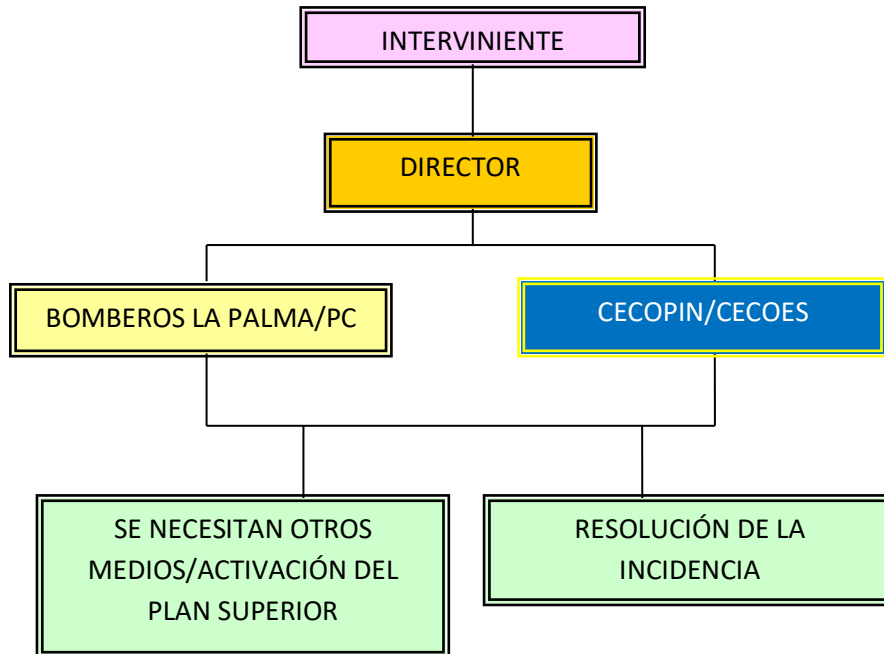 INTERVINIENTE
DIRECTOR
BOMBEROS LA PALMA/PC
CECOPIN/CECOES
SE NECESITAN OTROS
MEDIOS/ACTIVACIÓN DEL
PLAN SUPERIOR
RESOLUCIÓN DE LA
INCIDENCIA